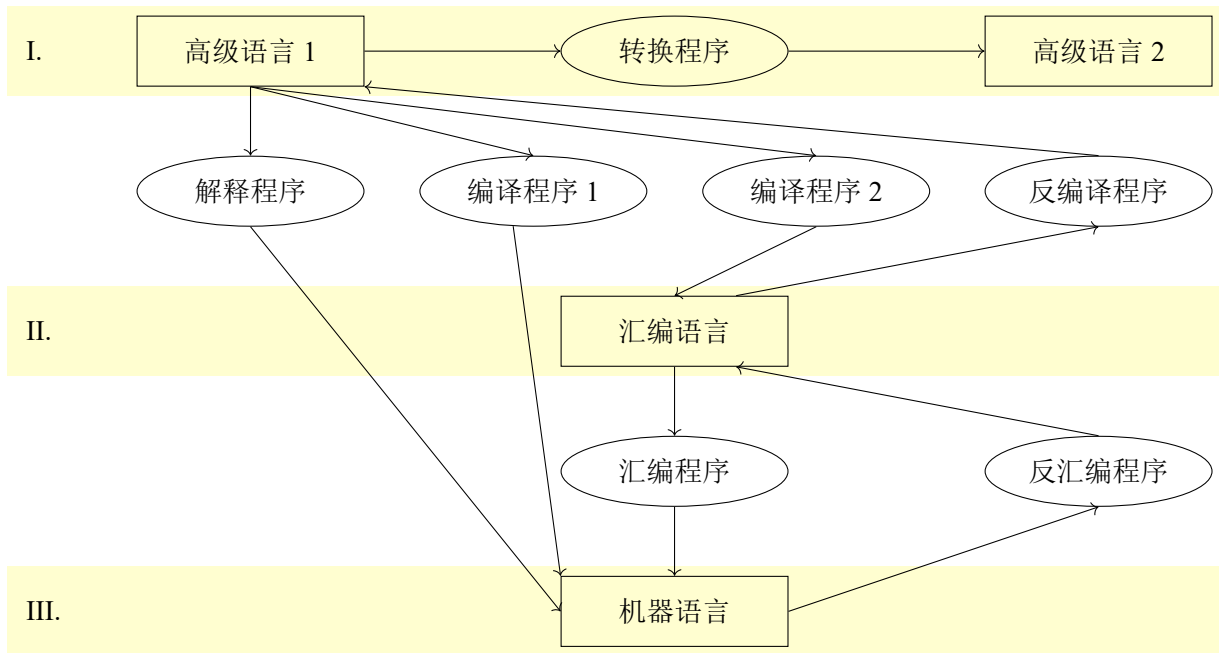 I. 高级语言 1 转换程序 高级语言 2
解释程序 编译程序 1 编译程序 2 反编译程序
II. 汇编语言
汇编程序 反汇编程序
III. 机器语言